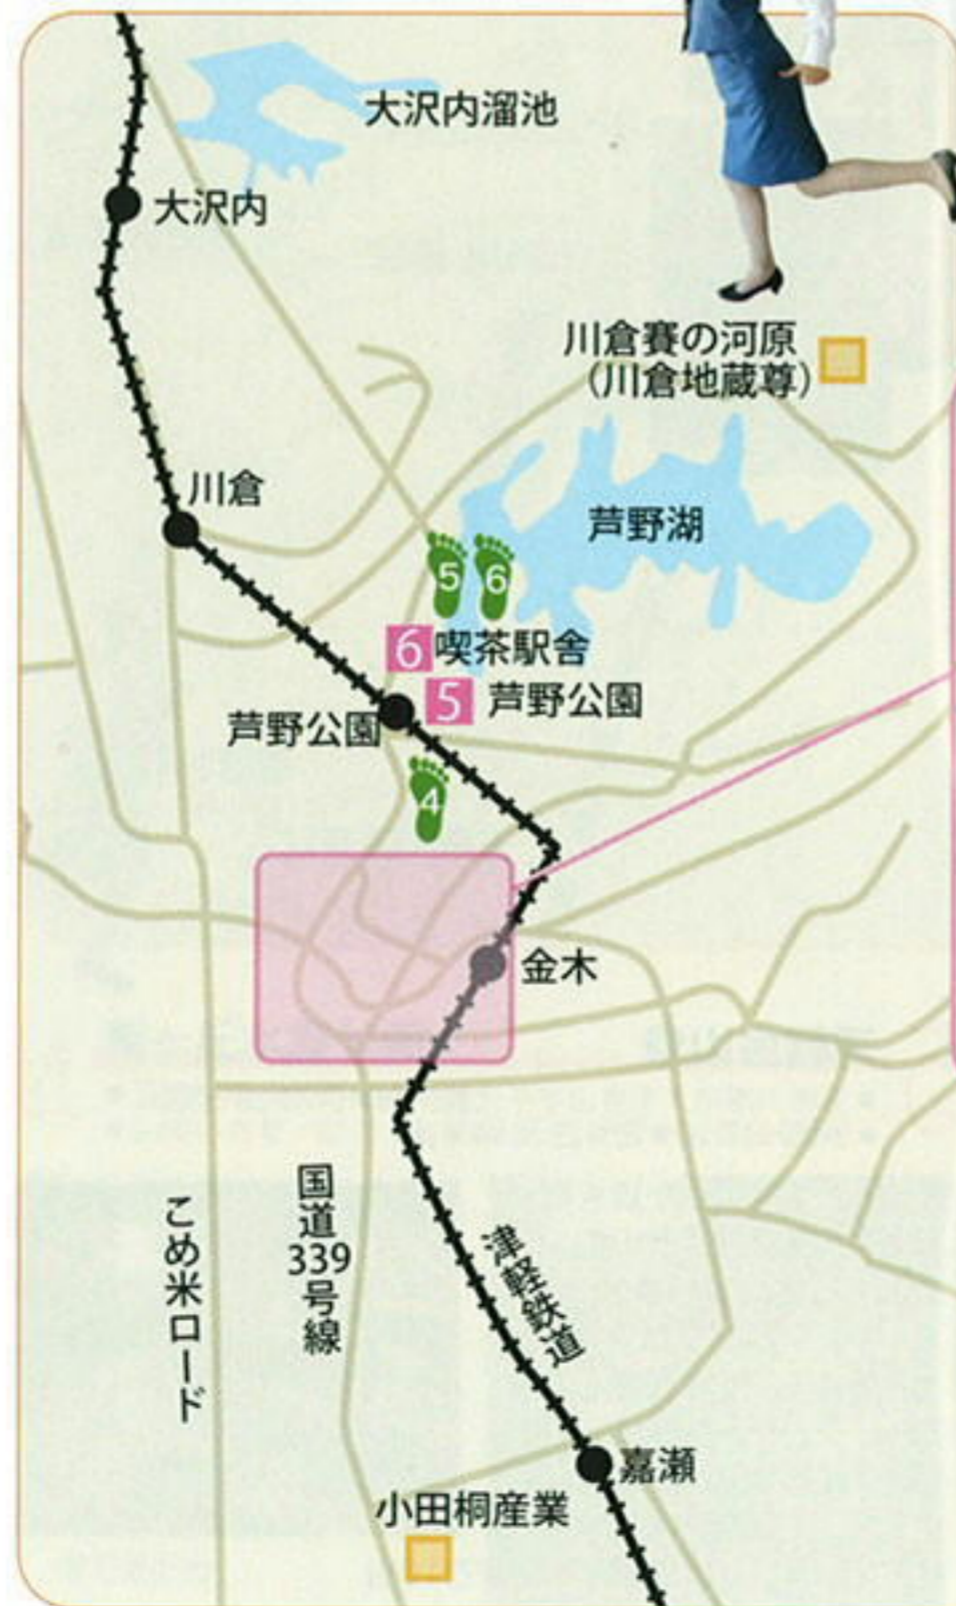 大沢内溜池
大沢内
川倉賽の河原
（川倉地蔵尊）
川倉
芦野湖
5
6
6 喫茶駅舎
5 芦野公園
芦野公園
4
金木
国道339号線
こめ米ロード
津軽鉄道
嘉瀬
小田桐産業